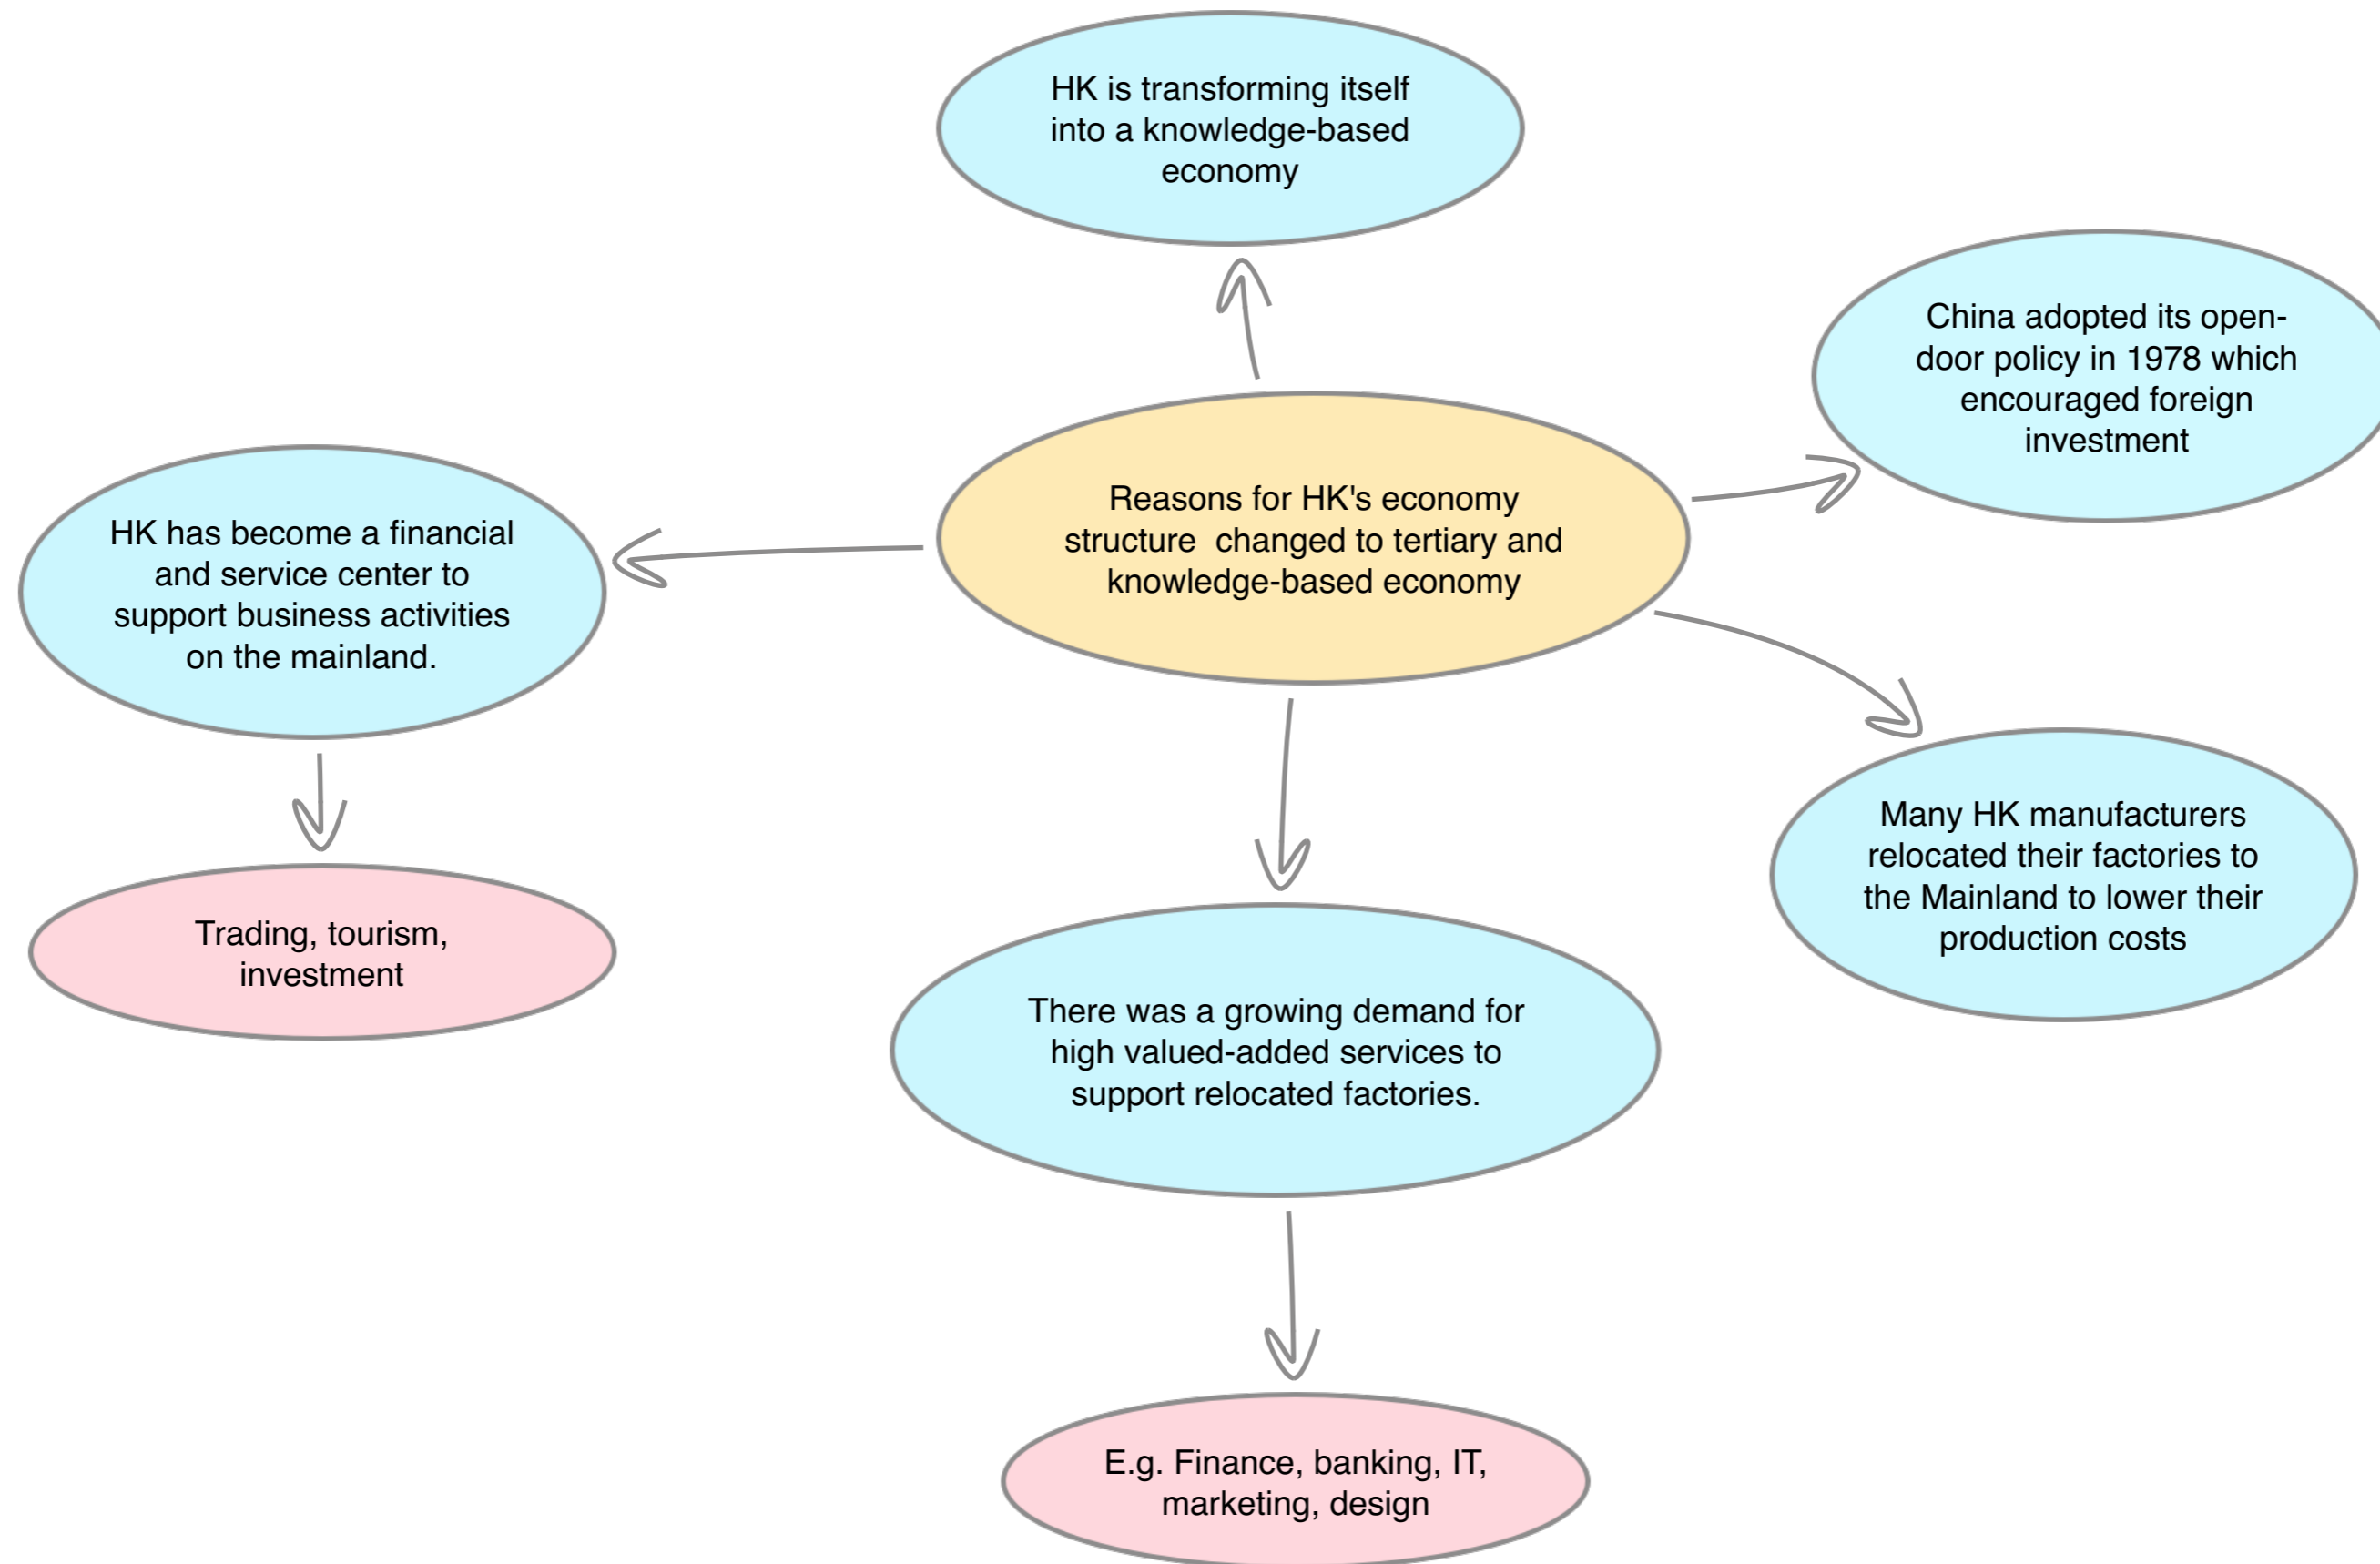 HK is transforming itself
into a knowledge-based
economy
China adopted its open-
door policy in 1978 which
encouraged foreign
investment
Reasons for HK's economy
structure  changed to tertiary and
knowledge-based economy
HK has become a financial
and service center to
support business activities
on the mainland.
Many HK manufacturers
relocated their factories to
the Mainland to lower their
production costs
Trading, tourism,
investment
There was a growing demand for
high valued-added services to
support relocated factories.
E.g. Finance, banking, IT,
marketing, design